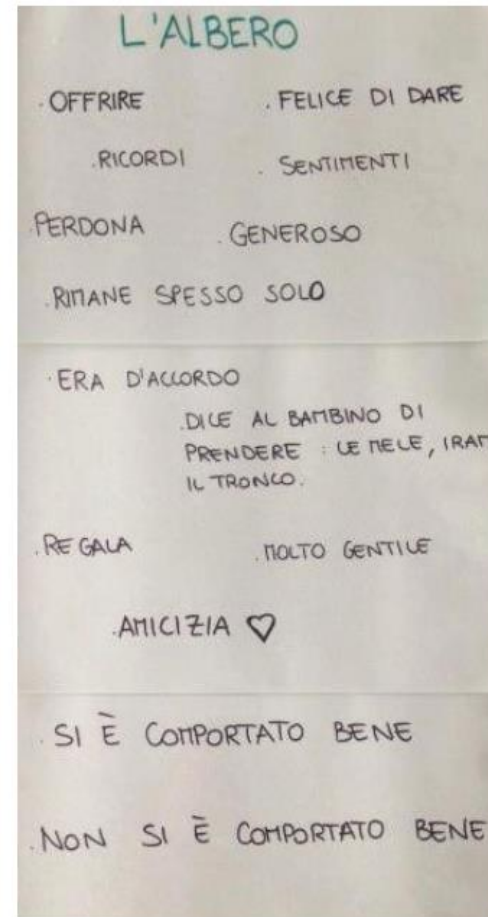 L'ALBERO
. OFFRIRE . FELICE DI DARE
. RICORDI . SENTIMENTI
. PERDONA . GENEROSO
. RIMANE SPESSO SOLO
. ERA D'ACCORDO
. DICE AL BAMBINO DI
PRENDERE : LE MELE, I RAM
IL TRONCO.
. REGALA . MOLTO GENTILE
. AMICIZIA ♡
. SI È COMPORTATO BENE
. NON SI È COMPORTATO BENE